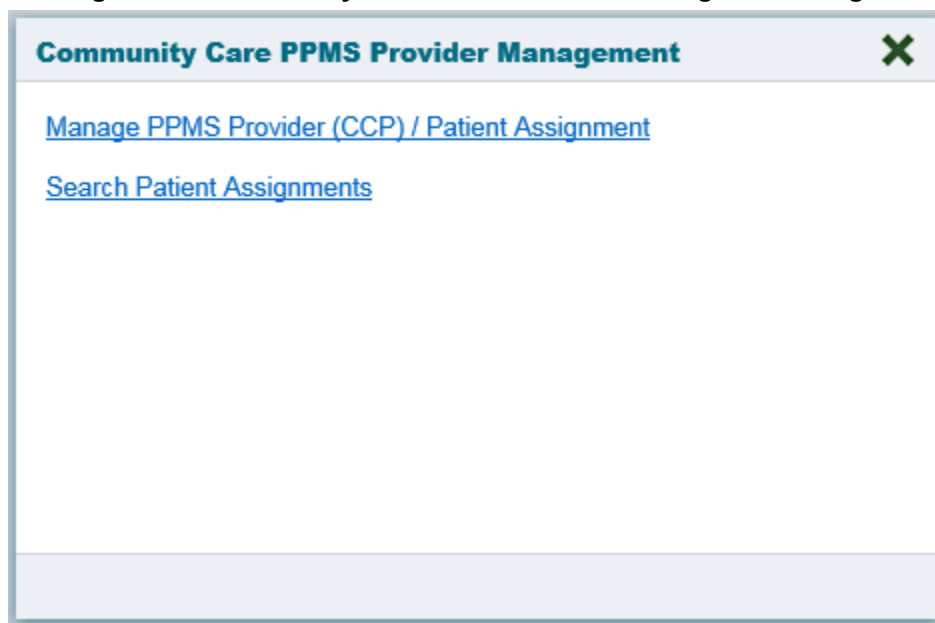 Community Care PPMS Provider Management
Manage PPMS Provider (CCP) / Patient Assignment
Search Patient Assignments